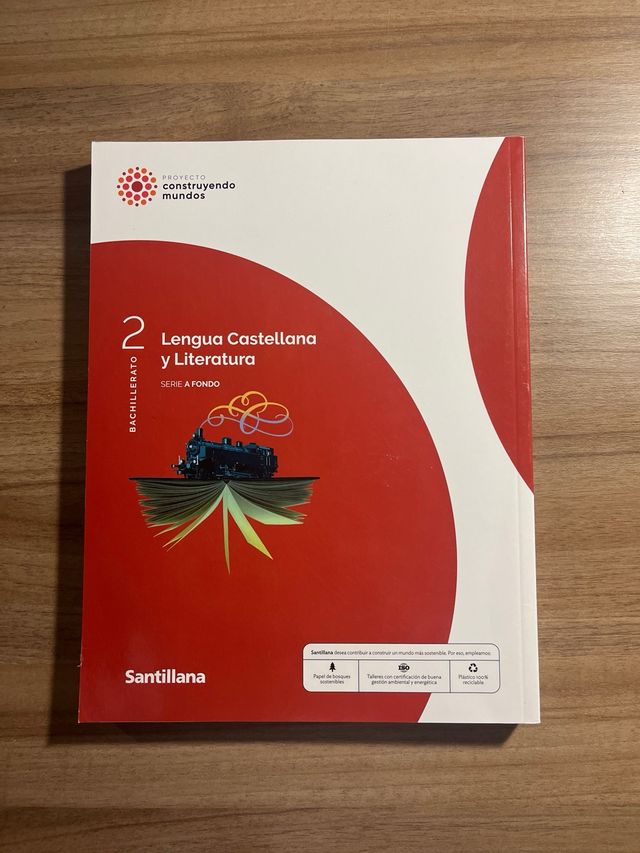 PROYECTO
construyendo
mundos
2
BACHILLERATO
Lengua Castellana
y Literatura
SERIE A FONDO
Santillana
Santillana desea contribuir a construir un mundo más sostenible. Por eso, empleamos:
Papel de bosques
sostenibles
ISO
Talleres con certificación de buena
gestión ambiental y energética
Plástico 100%
reciclable